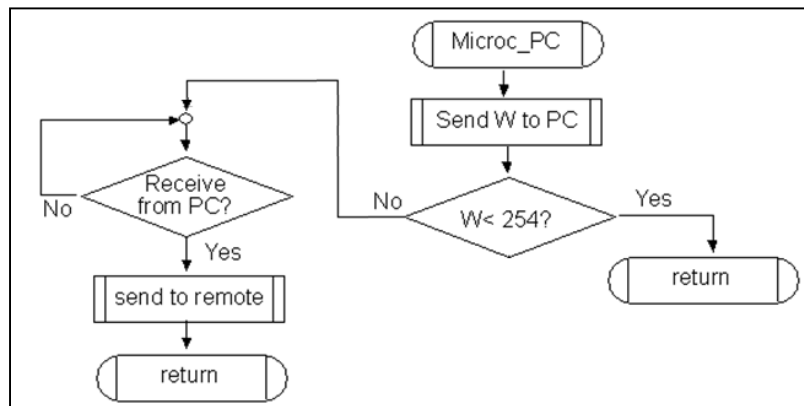 Microc_PC
Send W to PC
W< 254?
Yes
return
No
Receive
from PC?
No
Yes
send to remote
return